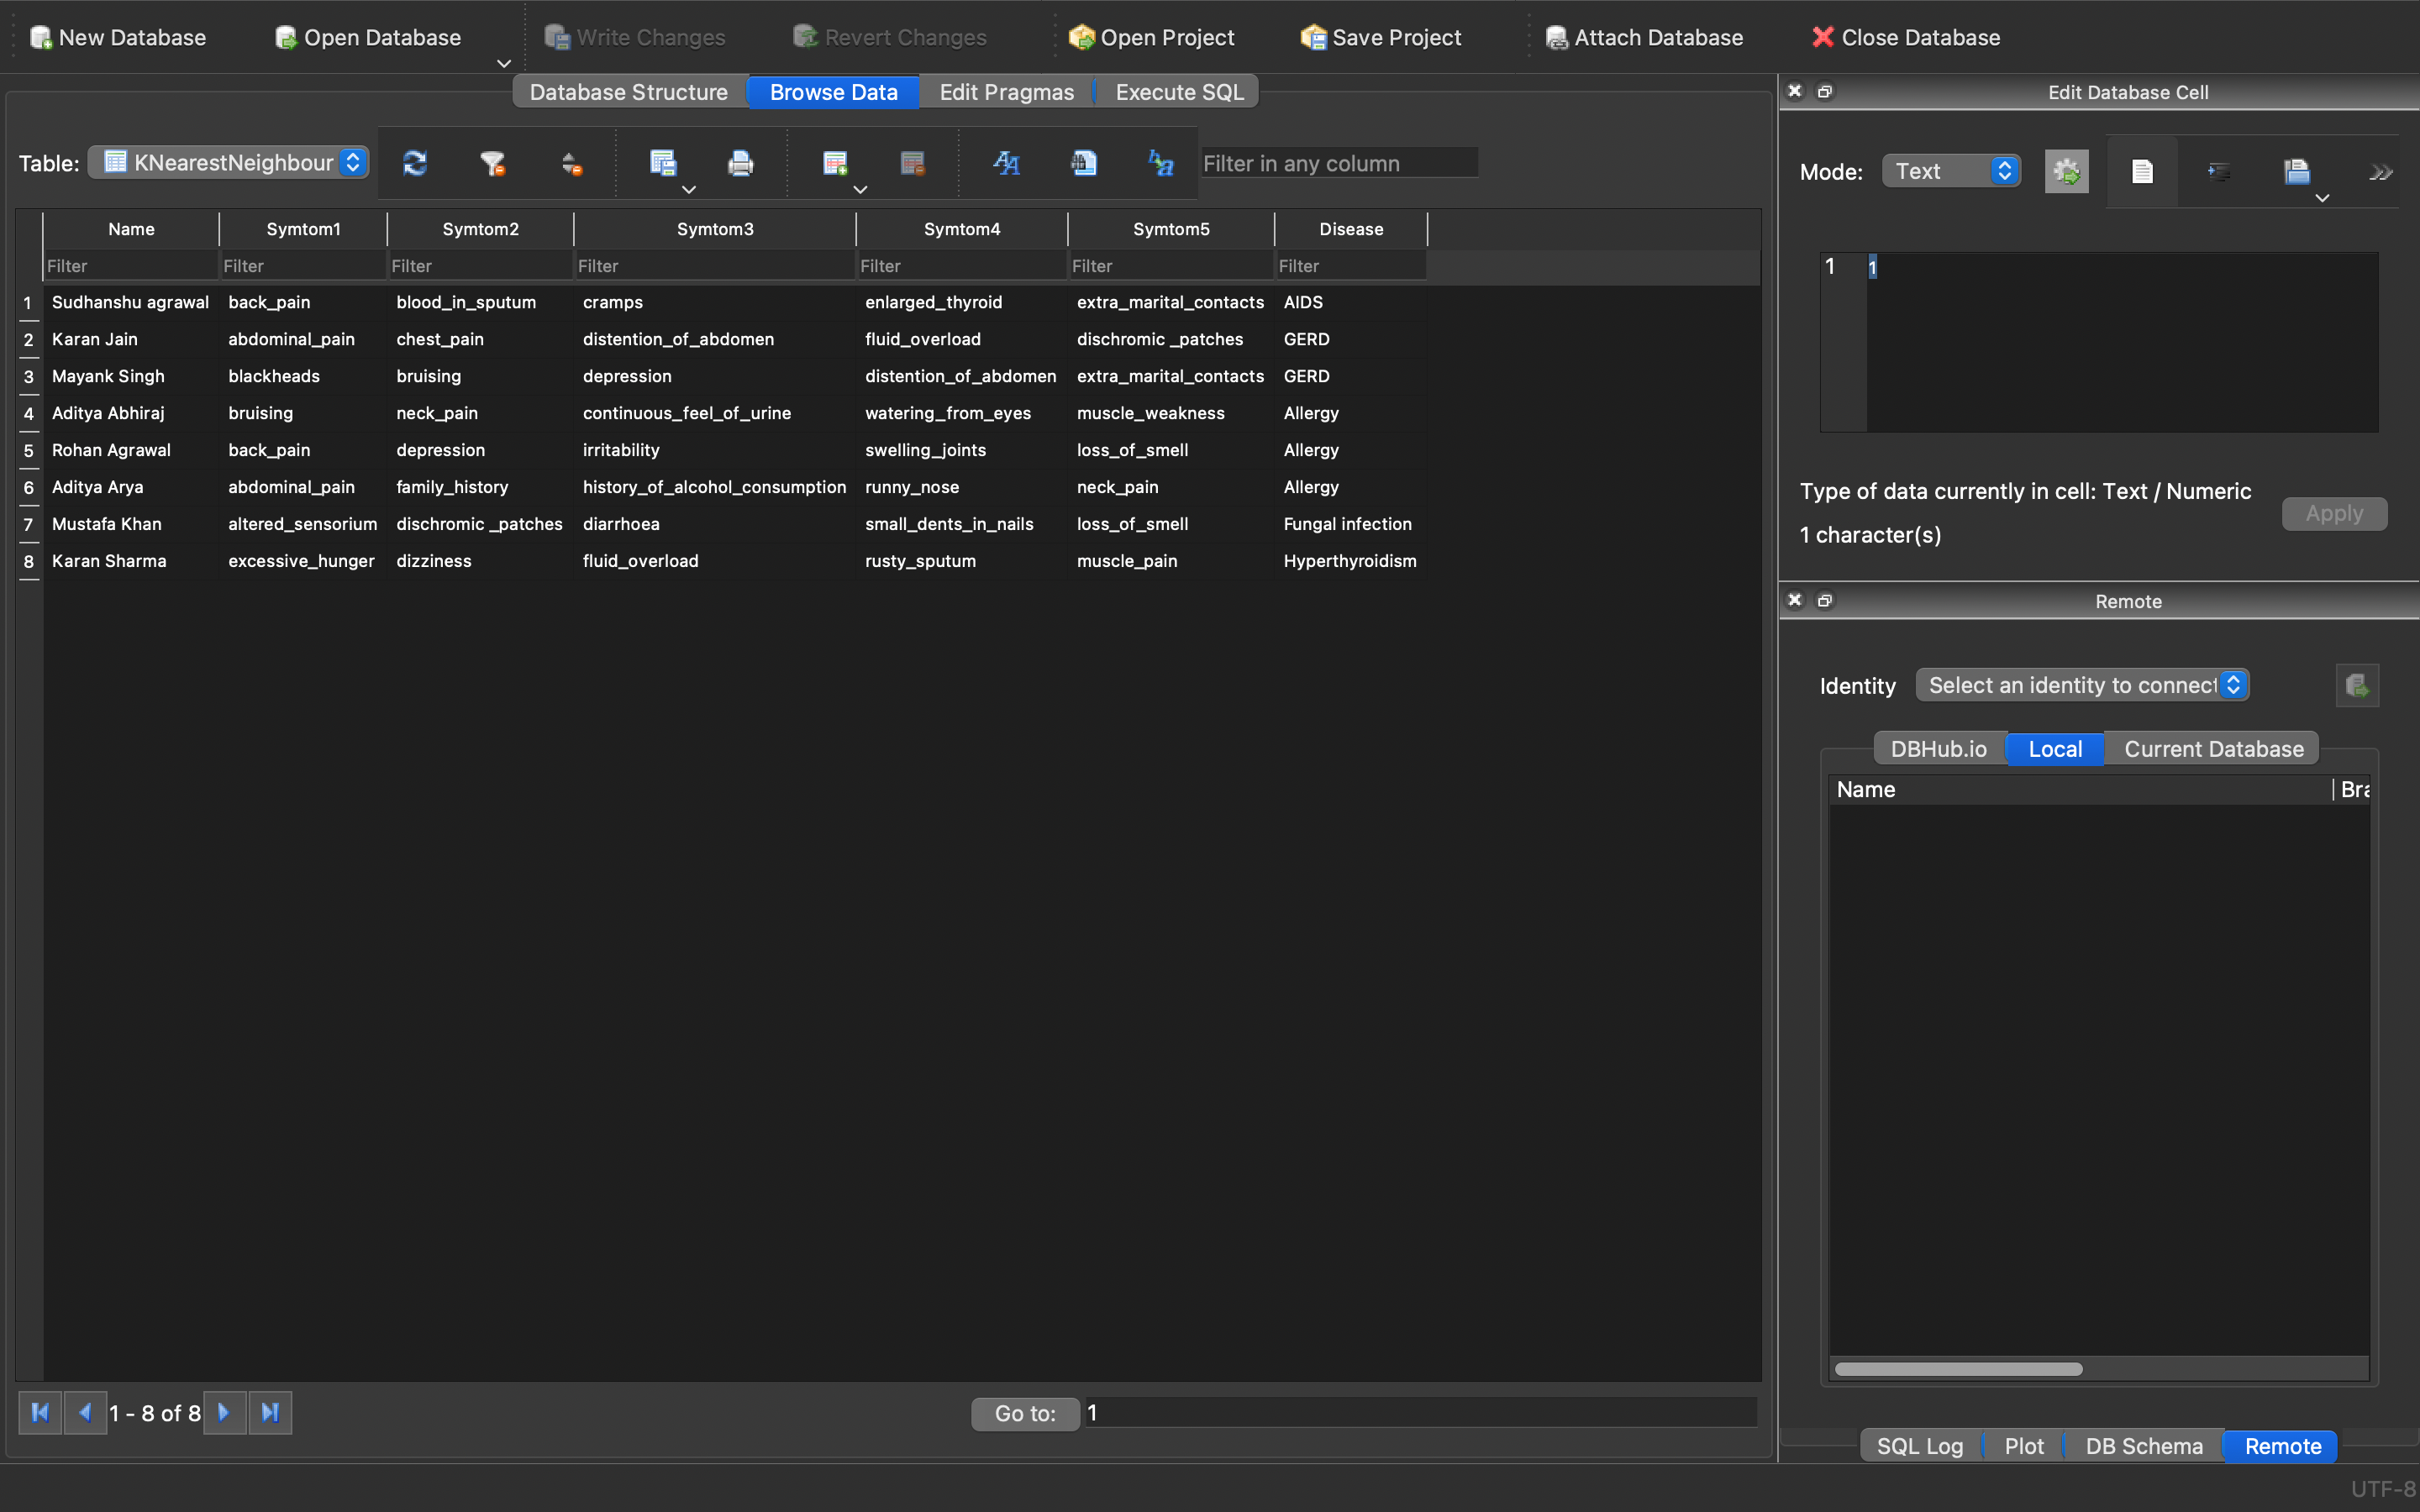 New Database Open Database Write Changes Revert Changes Open Project Save Project Attach Database Close Database
Database Structure Browse Data Edit Pragmas Execute SQL
Table: KNearestNeighbour Filter in any column
Name Symtom1 Symtom2 Symtom3 Symtom4 Symtom5 Disease
Filter Filter Filter Filter Filter Filter Filter
1 Sudhanshu agrawal back_pain blood_in_sputum cramps enlarged_thyroid extra_marital_contacts AIDS
2 Karan Jain abdominal_pain chest_pain distention_of_abdomen fluid_overload dischromic _patches GERD
3 Mayank Singh blackheads bruising depression distention_of_abdomen extra_marital_contacts GERD
4 Aditya Abhiraj bruising neck_pain continuous_feel_of_urine watering_from_eyes muscle_weakness Allergy
5 Rohan Agrawal back_pain depression irritability swelling_joints loss_of_smell Allergy
6 Aditya Arya abdominal_pain family_history history_of_alcohol_consumption runny_nose neck_pain Allergy
7 Mustafa Khan altered_sensorium dischromic _patches diarrhoea small_dents_in_nails loss_of_smell Fungal infection
8 Karan Sharma excessive_hunger dizziness fluid_overload rusty_sputum muscle_pain Hyperthyroidism
1 - 8 of 8 Go to: 1
Edit Database Cell
Mode: Text
1 1
Type of data currently in cell: Text / Numeric
1 character(s)
Apply
Remote
Identity Select an identity to connect
DBHub.io Local Current Database
Name Bra
SQL Log Plot DB Schema Remote
UTF-8